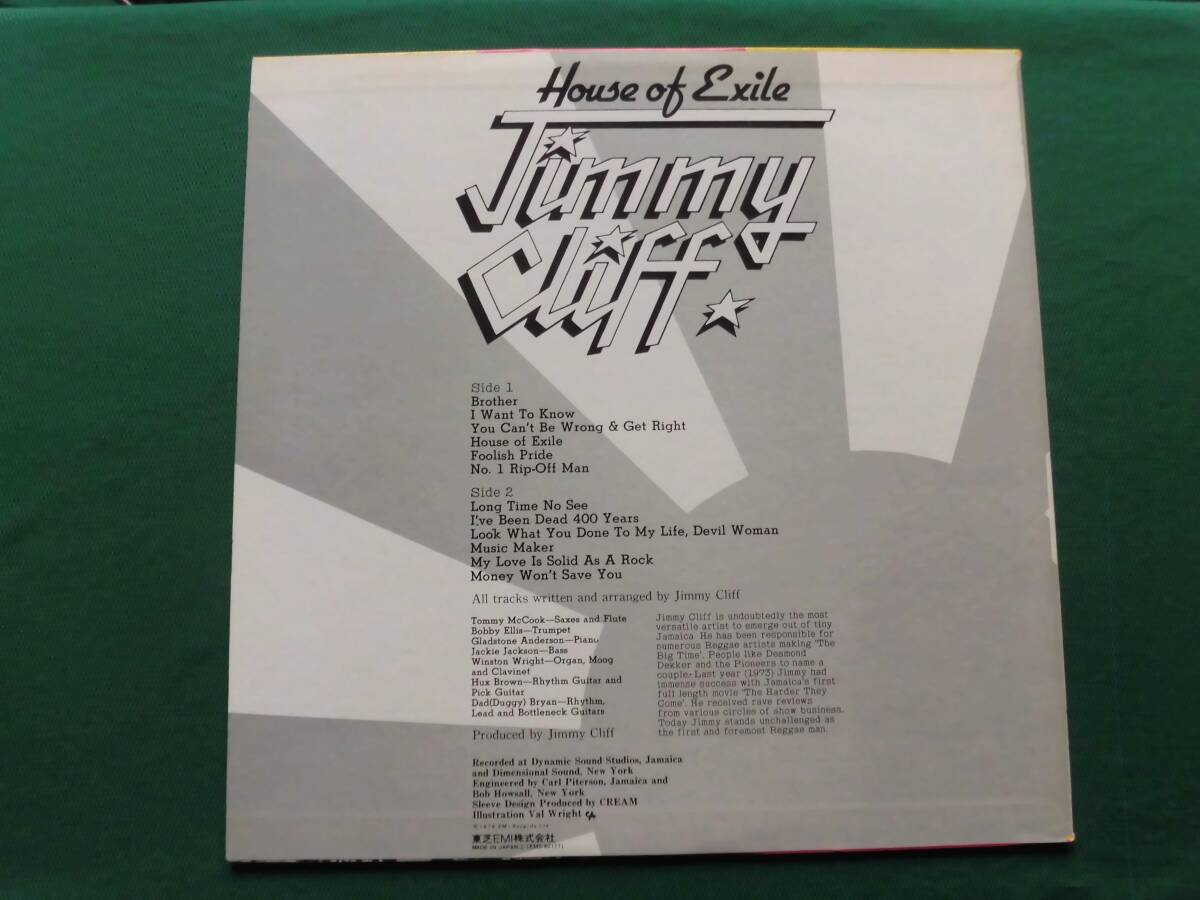 House of Exile
Jimmy
Cliff
Side 1
Brother
I Want To Know
You Can't Be Wrong & Get Right
House of Exile
Foolish Pride
No. 1 Rip-Off Man
Side 2
Long Time No See
I've Been Dead 400 Years
Look What You Done To My Life, Devil Woman
Music Maker
My Love Is Solid As A Rock
Money Won't Save You
All tracks written and arranged by Jimmy Cliff
Tommy McCook—Saxes and Flute
Bobby Ellis—Trumpet
Gladstone Anderson—Piano
Jackie Jackson—Bass
Winston Wright—Organ, Moog
and Clavinet
Hux Brown—Rhythm Guitar and
Pick Guitar
Dad(Duggy) Bryan—Rhythm,
Lead and Bottleneck Guitars
Produced by Jimmy Cliff
Jimmy Cliff is undoubtedly the most
versatile artist to emerge out of tiny
Jamaica. He has been responsible for
numerous Reggae artists making 'The
Big Time'. People like Desmond
Dekker and the Pioneers to name a
couple. Last year (1973) Jimmy had
immense success with Jamaica's first
full length movie 'The Harder They
Come'. He received rave reviews
from various circles of show business.
Today Jimmy stands unchallenged as
the first and foremost Reggae man.
Recorded at Dynamic Sound Studios, Jamaica
and Dimensional Sound, New York
Engineered by Carl Piterson, Jamaica and
Bob Howsall, New York
Sleeve Design Produced by CREAM
Illustration Val Wright
EMI Records Ltd
東芝EMI株式会社
MADE IN JAPAN